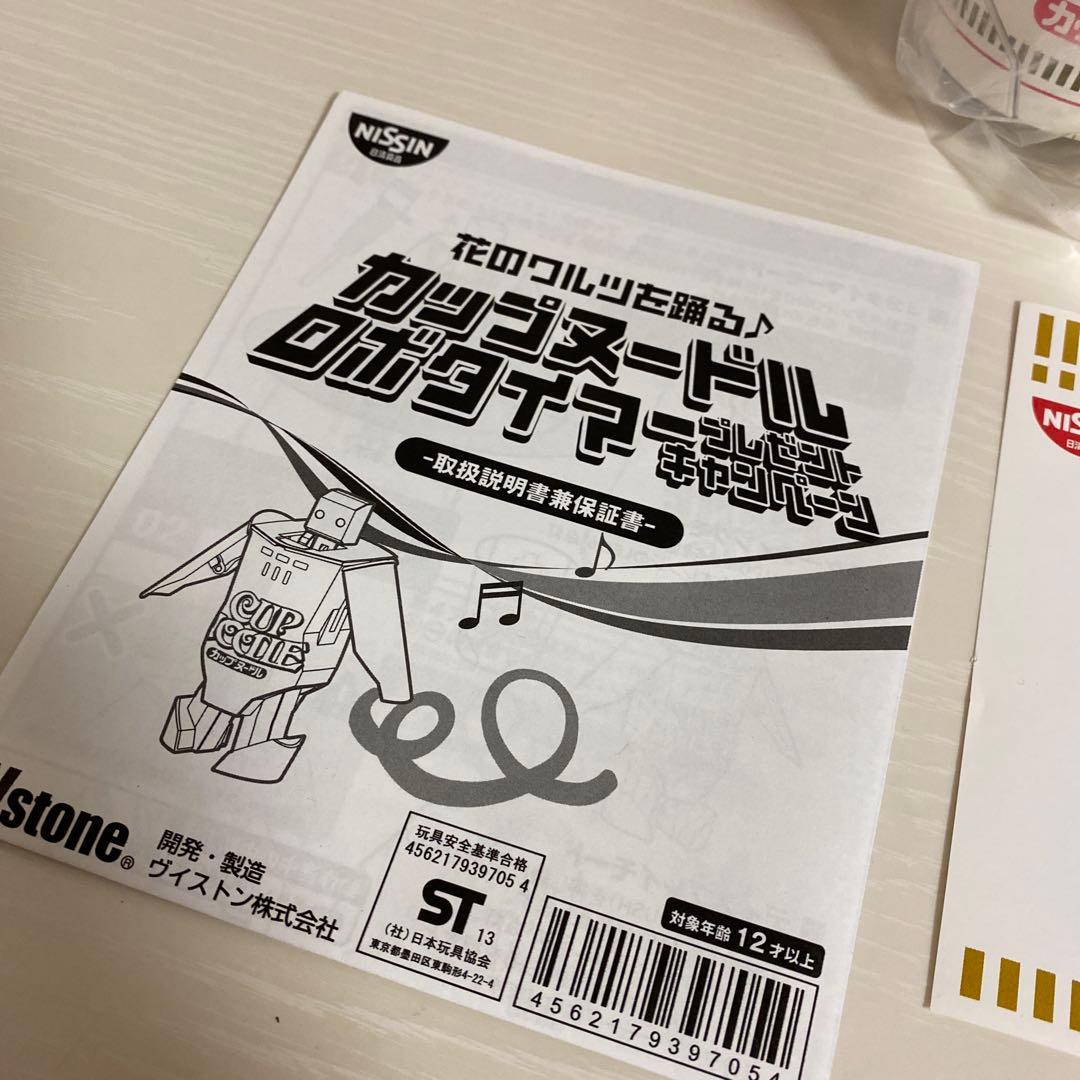 NISSIN
日清食品
花のワルツを踊る♪
カップヌードル
ロボタイマー
プレゼント
キャンペーン
-取扱説明書兼保証書-
CUP
NOODLE
カップヌードル
Vstone®
開発・製造
ヴイストン株式会社
玩具安全基準合格
456217939705 4
ST 13
(社)日本玩具協会
東京都墨田区東駒形4-22-4
対象年齢 12才以上
4562179397054
NIS
日清
カ